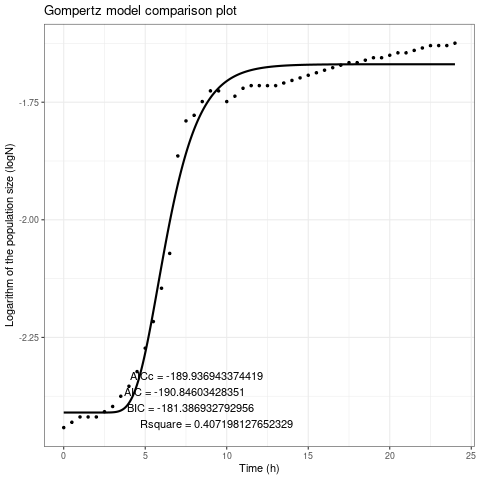 Gompertz model comparison plot
Logarithm of the population size (logN)
-1.75
-2.00
-2.25
AICc = -189.936943374419
AIC = -190.84603428351
BIC = -181.386932792956
Rsquare = 0.407198127652329
0 5 10 15 20 25
Time (h)